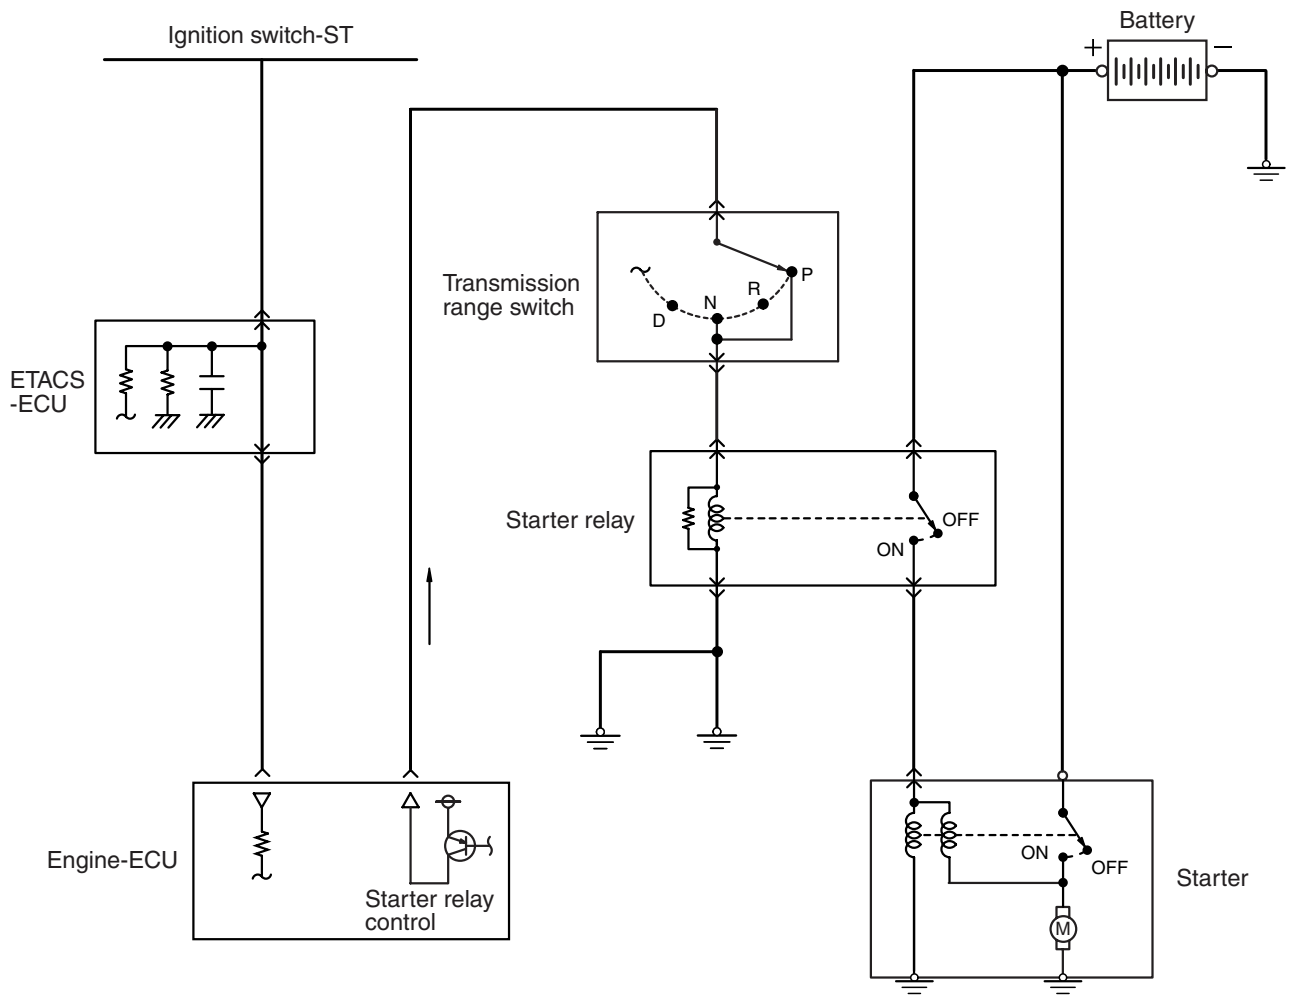 Ignition switch-ST
Battery
+ −
Transmission
range switch
P
R
N
D
ETACS
-ECU
Starter relay
OFF
ON
Engine-ECU
Starter relay
control
ON
OFF
Starter
M